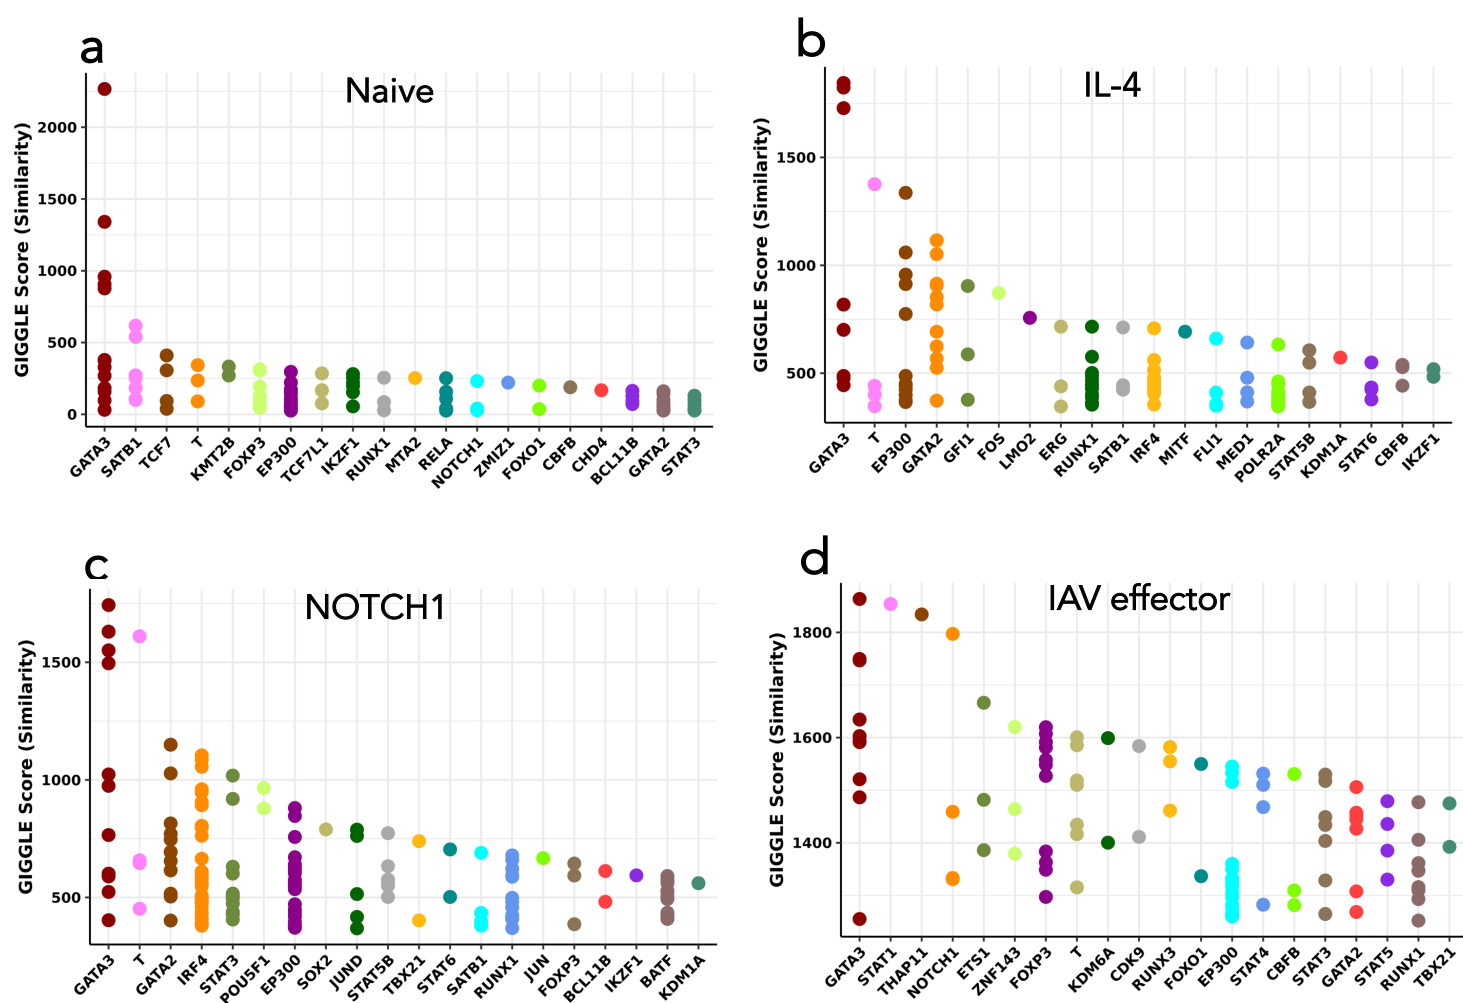 a
Naive
GIGGLE Score (Similarity)
2000
1500
1000
500
0
GATA3 SATB1 TCF7 T KMT2B FOXP3 EP300 TCF7L1 IKZF1 RUNX1 MTA2 RELA NOTCH1 ZMIZ1 FOXO1 CBFB CHD4 BCL11B GATA2 STAT3
b
IL-4
GIGGLE Score (Similarity)
1500
1000
500
GATA3 T EP300 GATA2 GFI1 FOS LMO2 ERG RUNX1 SATB1 IRF4 MITF FLI1 MED1 POLR2A STAT5B KDM1A STAT6 CBFB IKZF1
c
NOTCH1
GIGGLE Score (Similarity)
1500
1000
500
GATA3 T GATA2 IRF4 STAT3 POU5F1 EP300 SOX2 JUND STAT5B TBX21 STAT6 SATB1 RUNX1 JUN FOXP3 BCL11B IKZF1 BATF KDM1A
d
IAV effector
GIGGLE Score (Similarity)
1800
1600
1400
GATA3 STAT1 THAP11 NOTCH1 ETS1 ZNF143 FOXP3 T KDM6A CDK9 RUNX3 FOXO1 EP300 STAT4 CBFB STAT3 GATA2 STAT5 RUNX1 TBX21